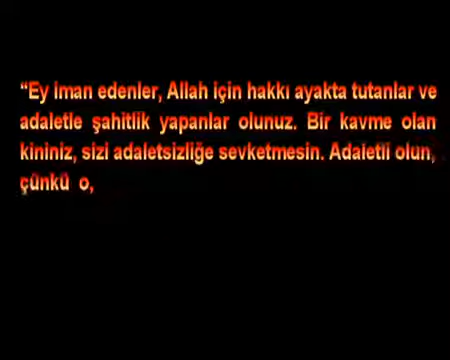 "Ey iman edenler, Allah için hakkı ayakta tutanlar ve
adaletle şahitlik yapanlar olunuz. Bir kavme olan
kininiz, sizi adaletsizliğe sevketmesin. Adaletli olun,
çünkü o,